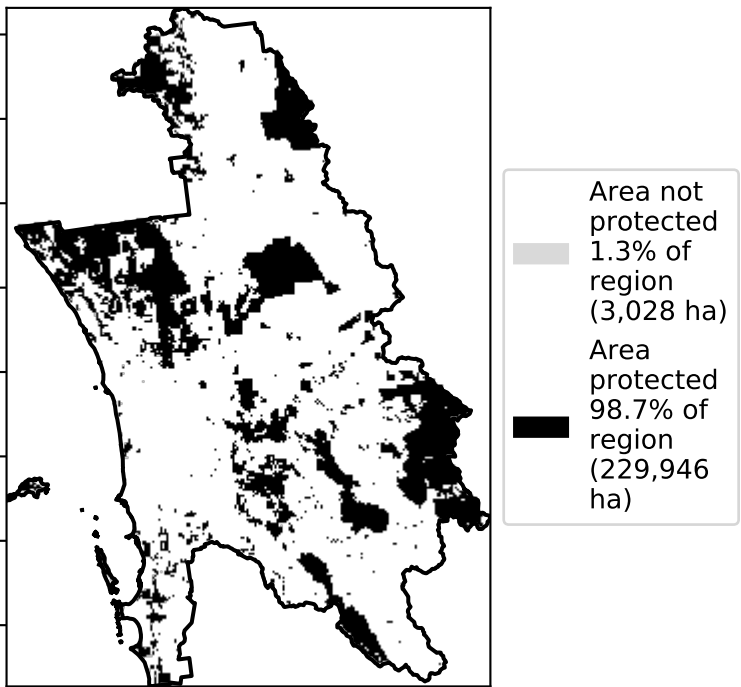 Area not
protected
1.3% of
region
(3,028 ha)
Area
protected
98.7% of
region
(229,946
ha)